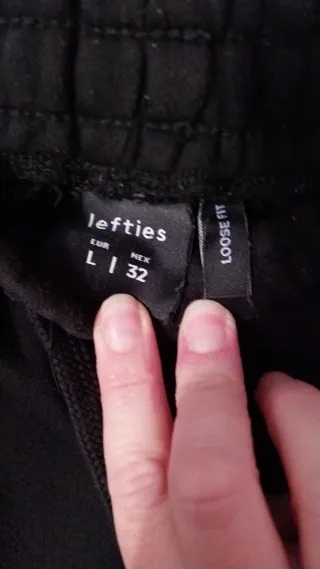 lefties
EUR MEX
L | 32
LOOSE FIT